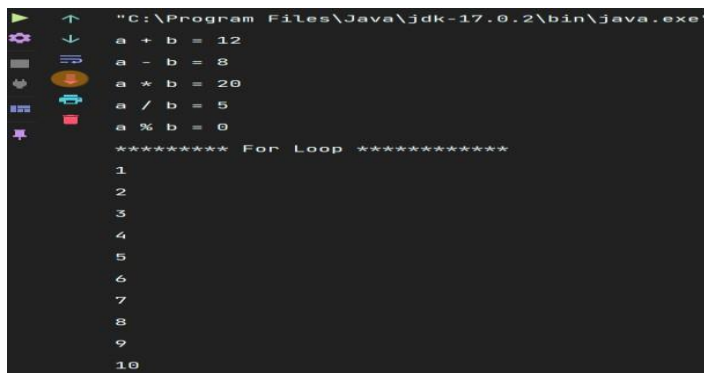 "C:\Program Files\Java\jdk-17.0.2\bin\java.exe"
a + b = 12
a - b = 8
a * b = 20
a / b = 5
a % b = 0
********* For Loop ************
1
2
3
4
5
6
7
8
9
10